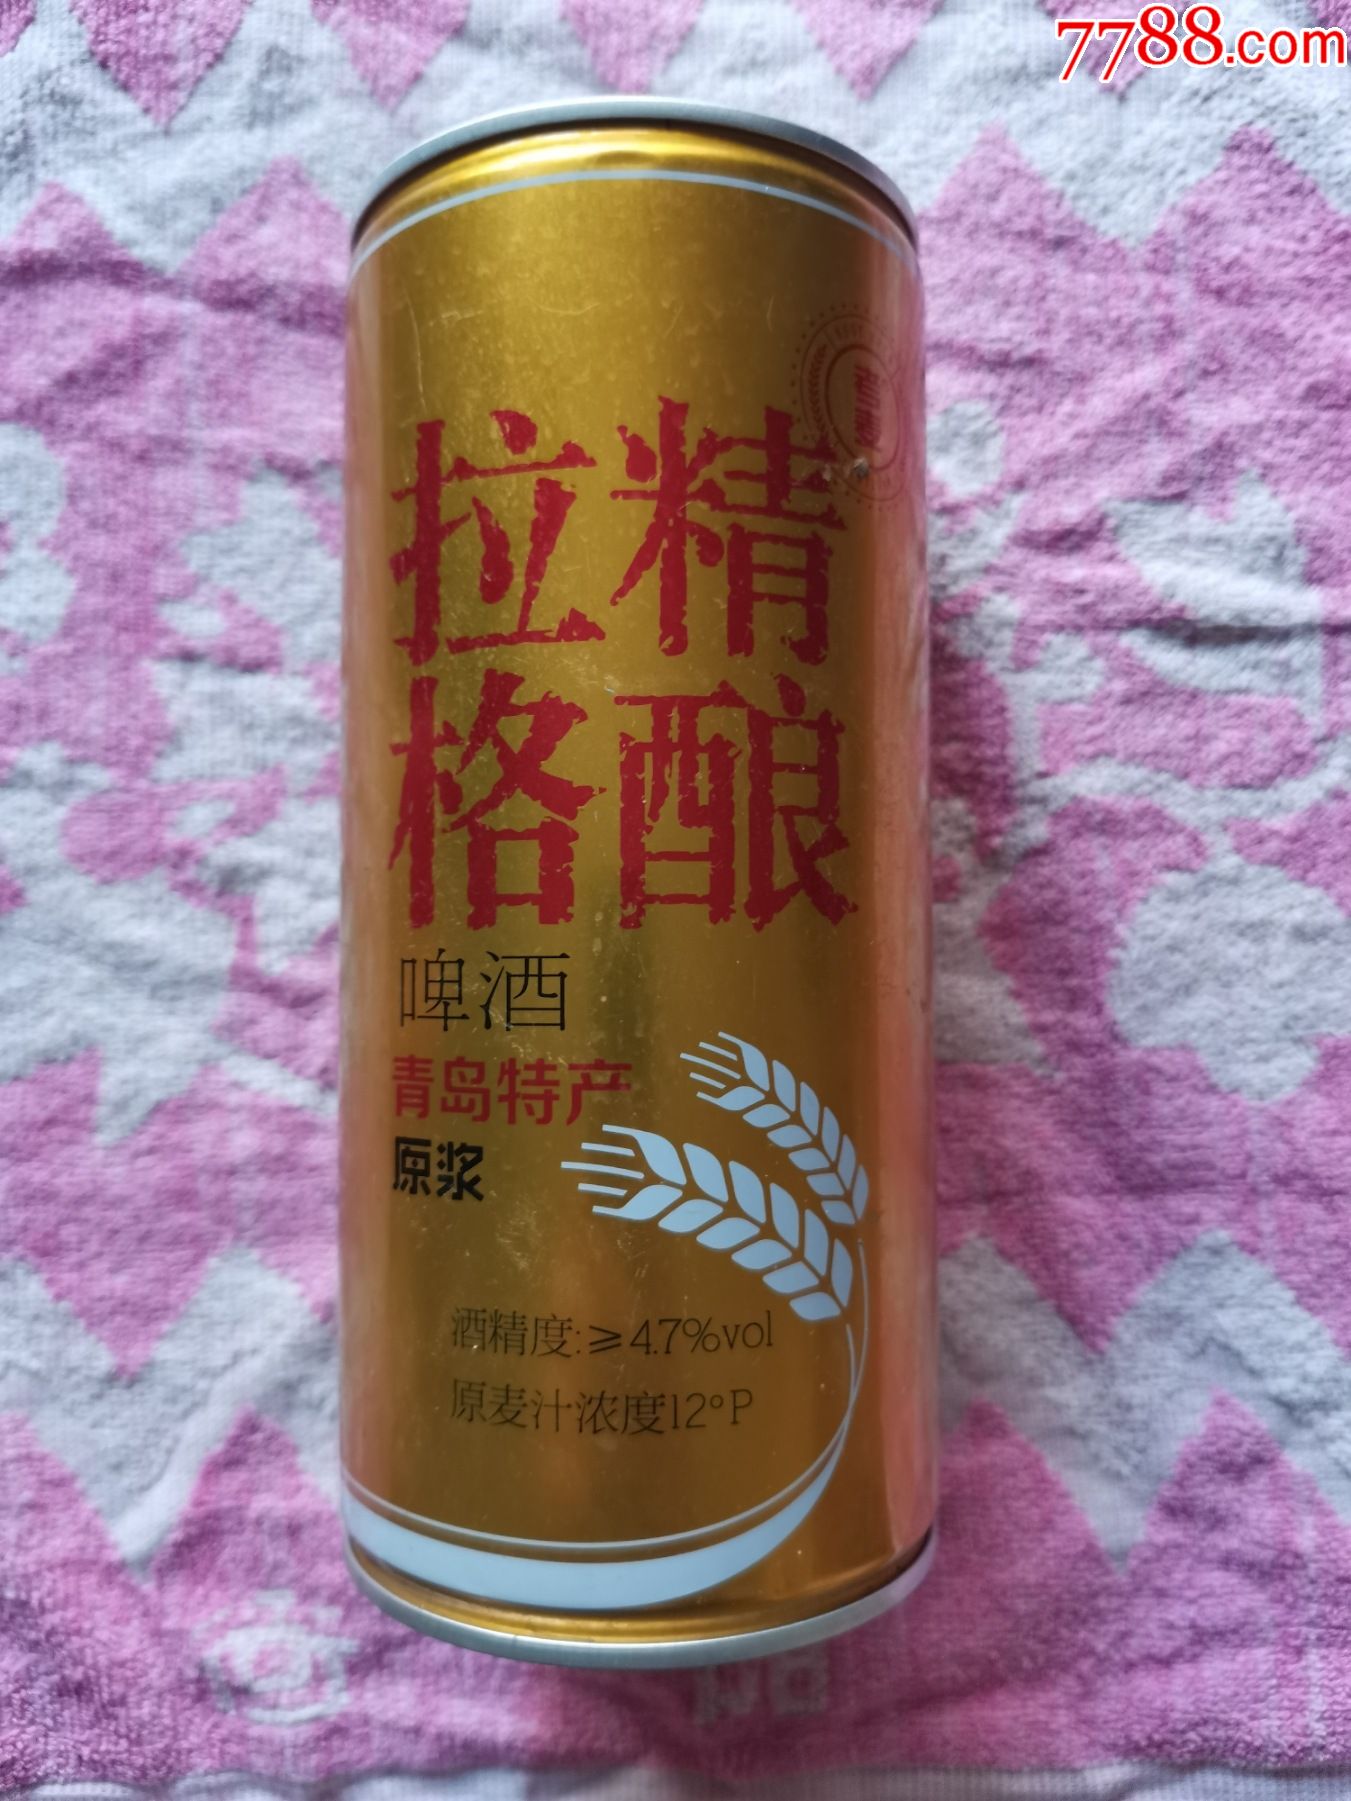 7788.com
拉格
精酿
啤酒
青岛特产
原浆
酒精度:≥4.7%vol
原麦汁浓度12°P